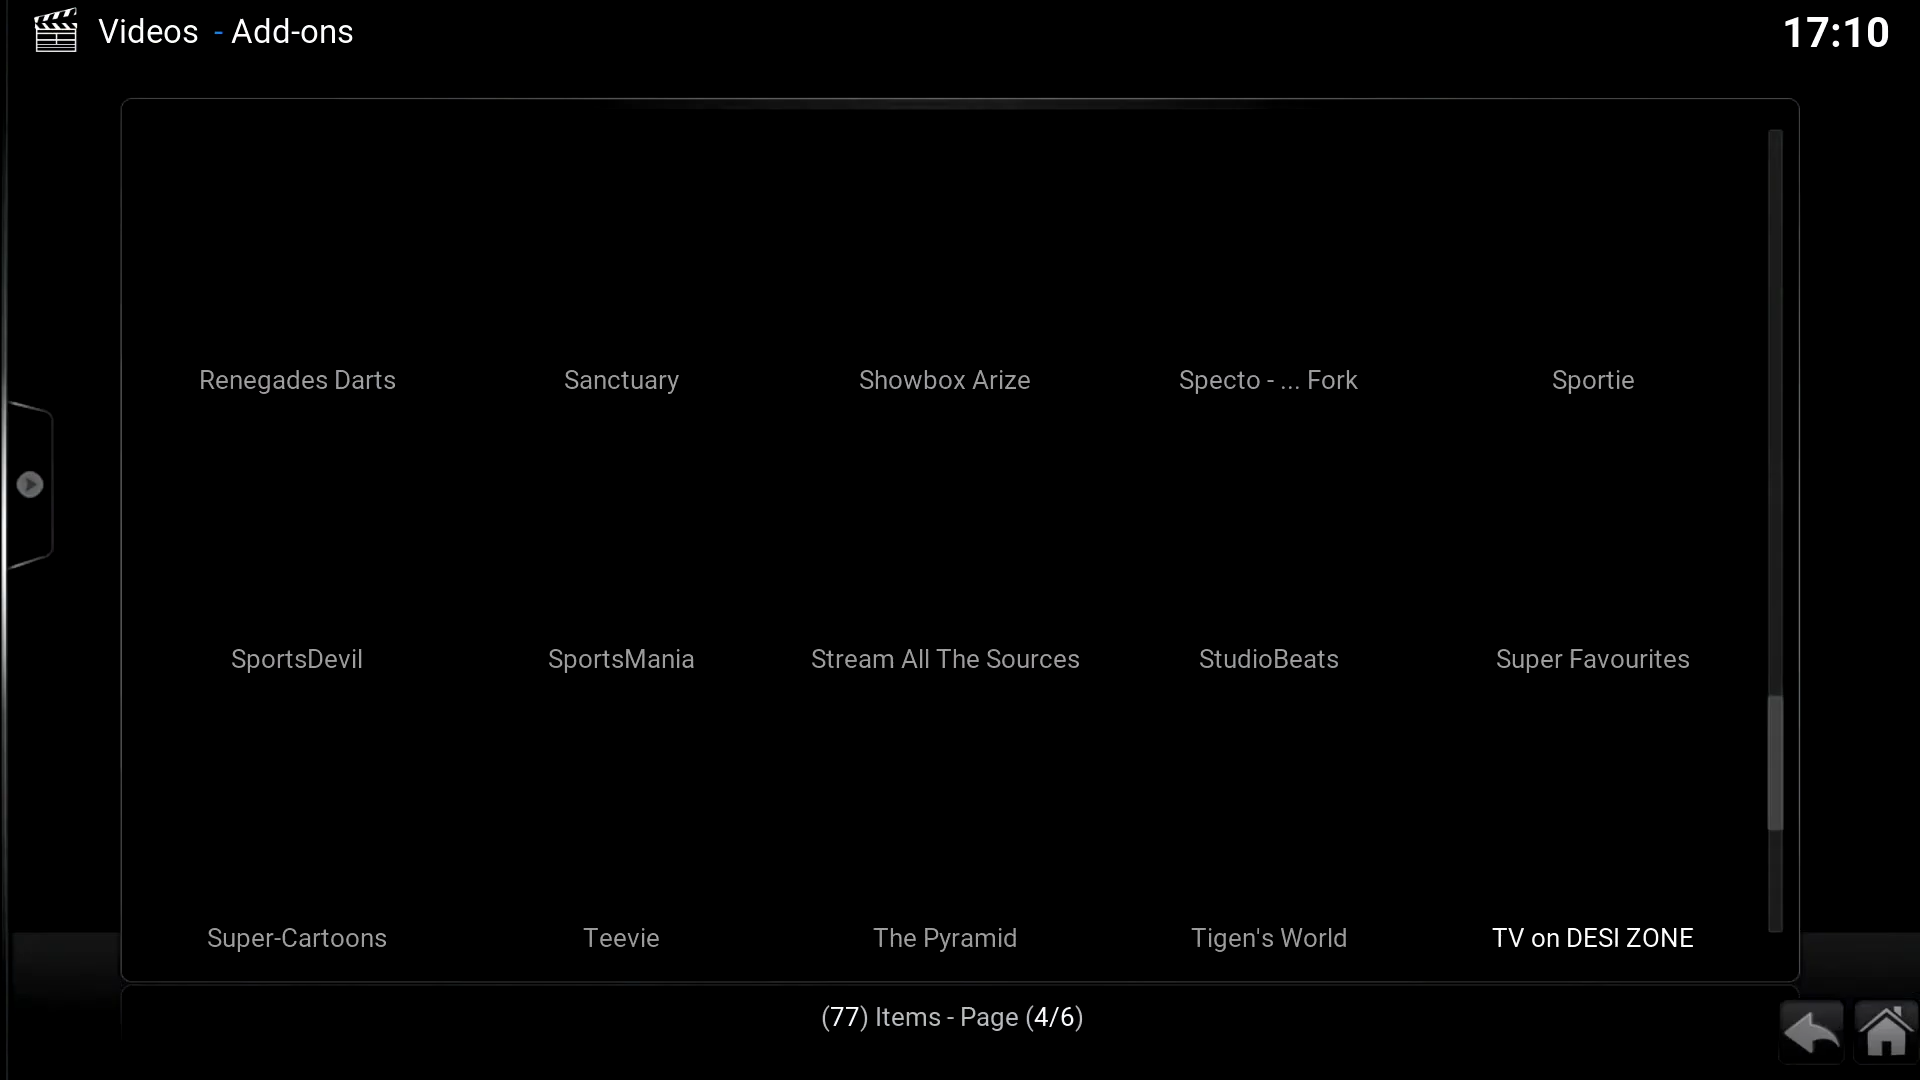 Videos - Add-ons
17:10
Renegades Darts Sanctuary Showbox Arize Specto - ... Fork Sportie
SportsDevil SportsMania Stream All The Sources StudioBeats Super Favourites
Super-Cartoons Teevie The Pyramid Tigen's World TV on DESI ZONE
(77) Items - Page (4/6)